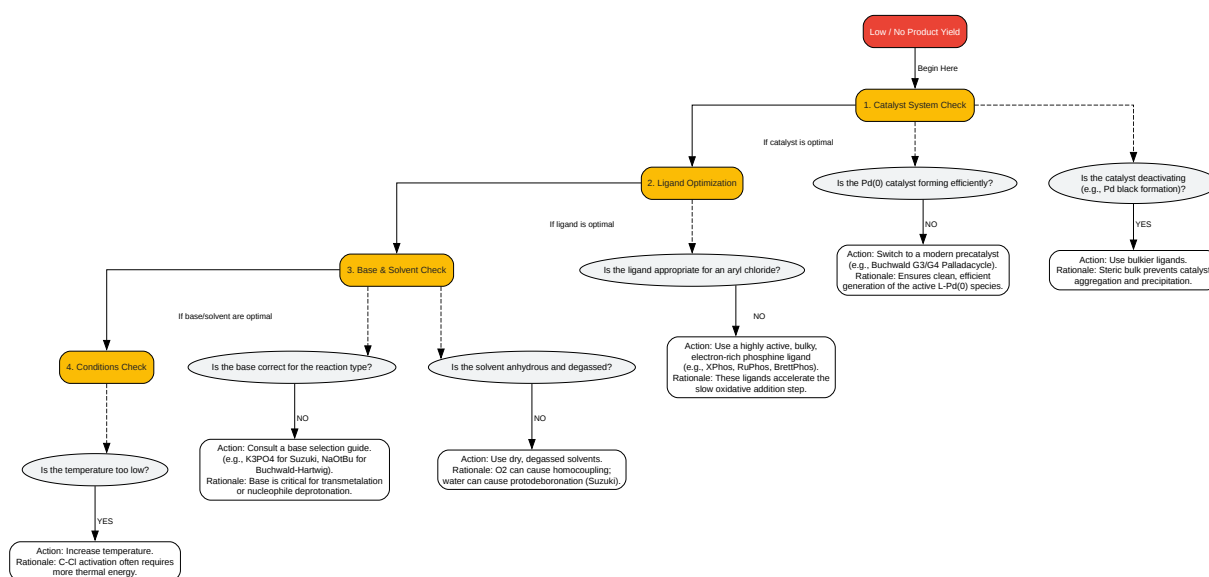 Low / No Product Yield
Begin Here
1. Catalyst System Check
If catalyst is optimal
2. Ligand Optimization
Is the Pd(0) catalyst forming efficiently?
Is the catalyst deactivating
(e.g., Pd black formation)?
If ligand is optimal
NO
YES
3. Base & Solvent Check
Is the ligand appropriate for an aryl chloride?
Action: Switch to a modern precatalyst
(e.g., Buchwald G3/G4 Palladacycle).
Rationale: Ensures clean, efficient
generation of the active L-Pd(0) species.
Action: Use bulkier ligands.
Rationale: Steric bulk prevents catalyst
aggregation and precipitation.
If base/solvent are optimal
NO
4. Conditions Check
Is the base correct for the reaction type?
Is the solvent anhydrous and degassed?
Action: Use a highly active, bulky,
electron-rich phosphine ligand
(e.g., XPhos, RuPhos, BrettPhos).
Rationale: These ligands accelerate the
slow oxidative addition step.
NO
NO
Is the temperature too low?
Action: Consult a base selection guide.
(e.g., K3PO4 for Suzuki, NaOtBu for
Buchwald-Hartwig).
Rationale: Base is critical for transmetalation
or nucleophile deprotonation.
Action: Use dry, degassed solvents.
Rationale: O2 can cause homocoupling;
water can cause protodeboronation (Suzuki).
YES
Action: Increase temperature.
Rationale: C-Cl activation often requires
more thermal energy.